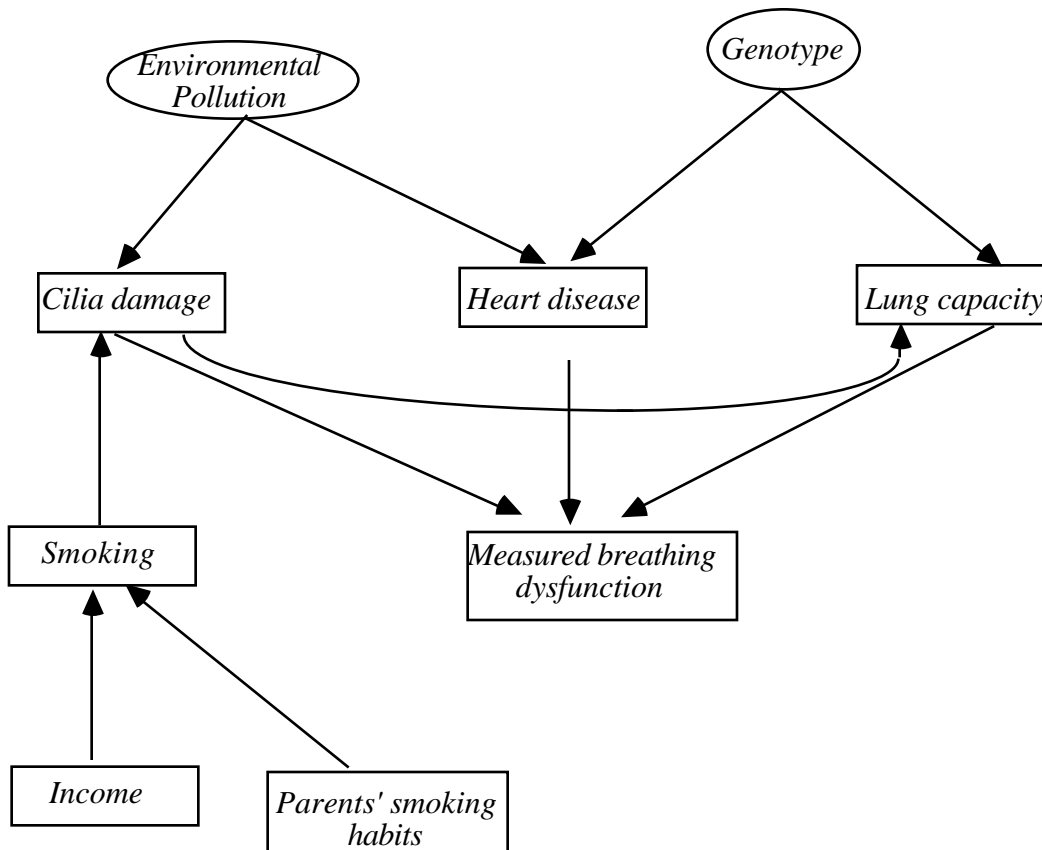 Environmental
Pollution
Genotype
Cilia damage
Heart disease
Lung capacity
Smoking
Measured breathing
dysfunction
Income
Parents' smoking
habits